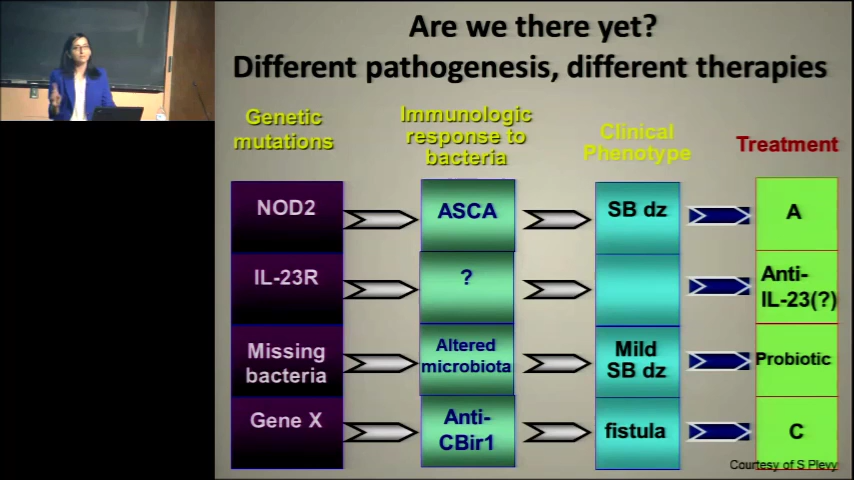 Are we there yet?
Different pathogenesis, different therapies
Genetic
mutations
Immunologic
response to
bacteria
Clinical
Phenotype
Treatment
NOD2
ASCA
SB dz
A
IL-23R
?
Anti-
IL-23(?)
Missing
bacteria
Altered
microbiota
Mild
SB dz
Probiotic
Gene X
Anti-
CBir1
fistula
C
Courtesy of S Plevy